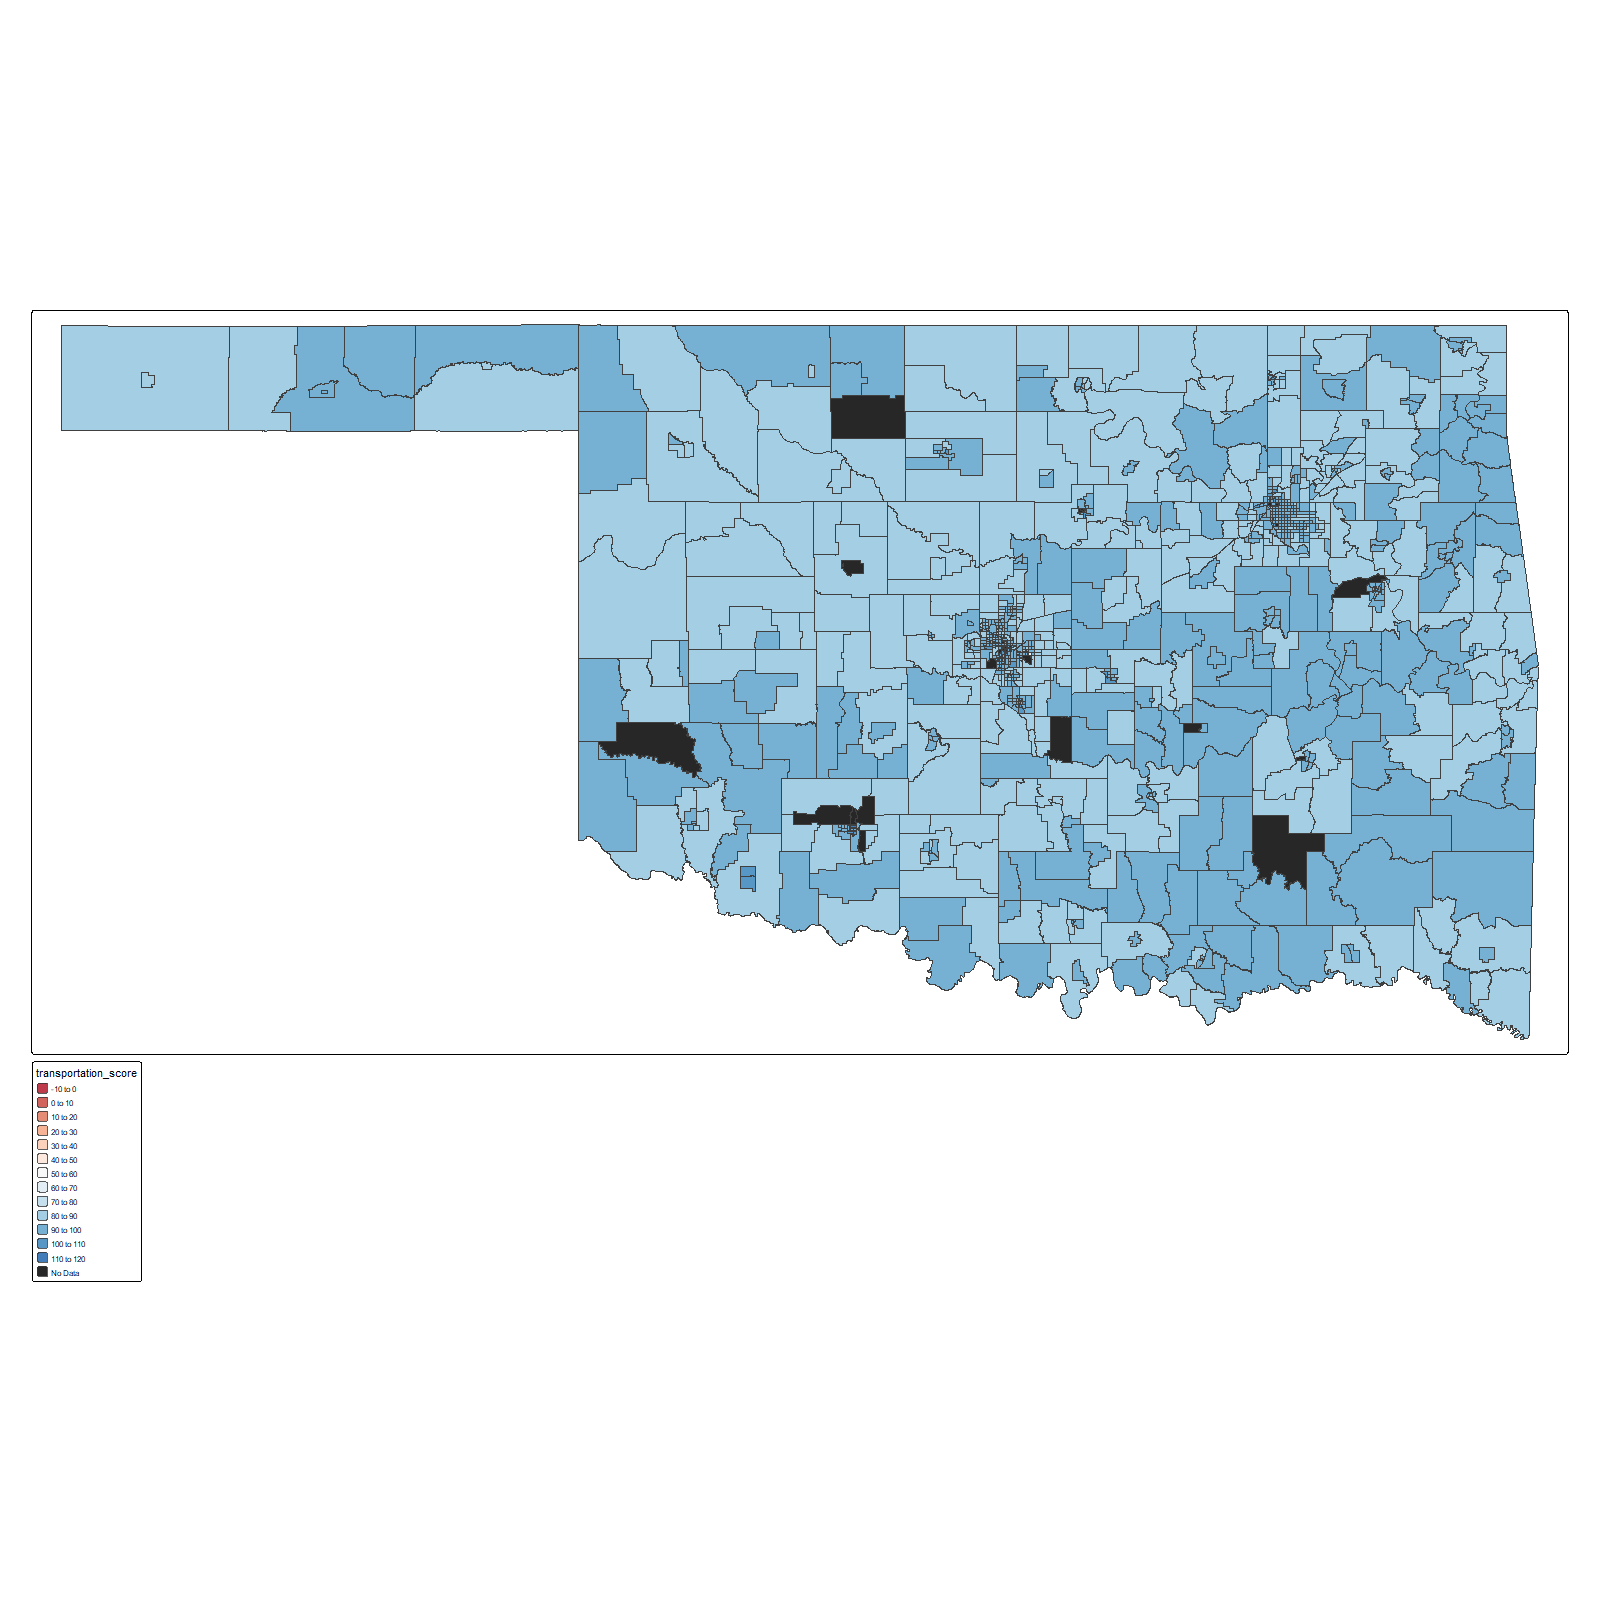 transportation_score
-10 to 0
0 to 10
10 to 20
20 to 30
30 to 40
40 to 50
50 to 60
60 to 70
70 to 80
80 to 90
90 to 100
100 to 110
110 to 120
No Data